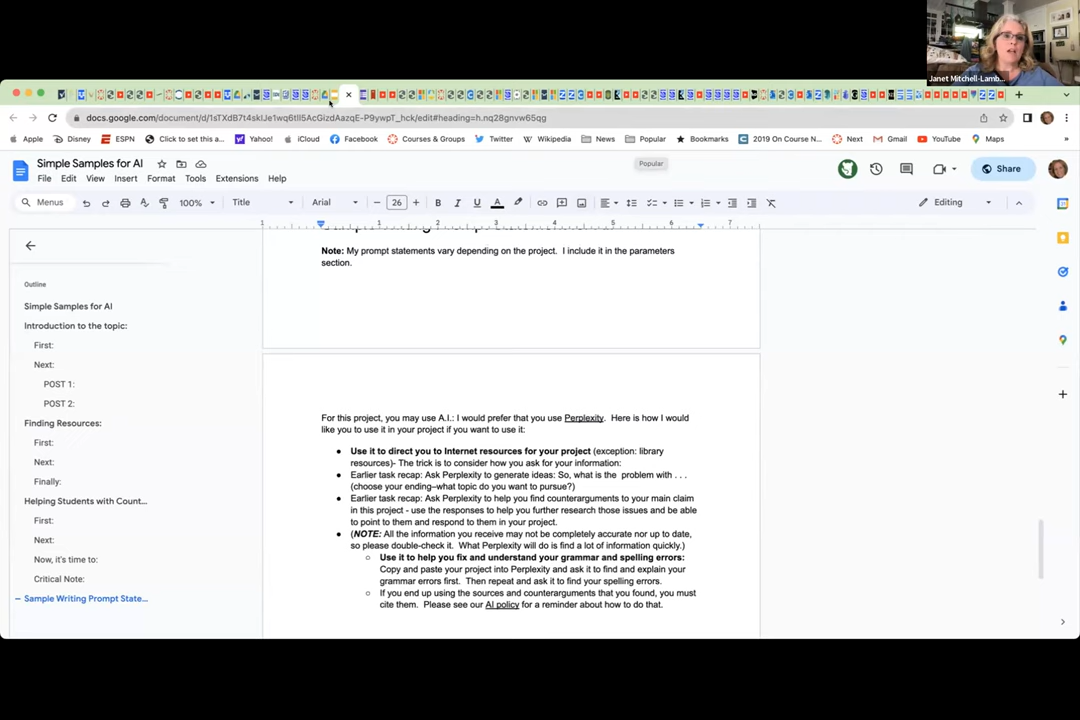 Janet Mitchell-Lamb...
docs.google.com/document/d/1sTXdB7t4skIJe1wq6tII5AcGizdAazqE-P9ywpT_hck/edit#heading=h.nq28gnvw65qg
Apple
Disney
ESPN
Click to set this a...
Yahoo!
iCloud
Facebook
Courses & Groups
Twitter
Wikipedia
News
Popular
Bookmarks
2019 On Course N...
Next
Gmail
YouTube
Maps
Simple Samples for AI
Popular
Share
File Edit View Insert Format Tools Extensions Help
Menus 100% Title Arial 26 B I U A Editing
1 1 2 3 4 5 6 7
Note: My prompt statements vary depending on the project. I include it in the parameters
section.
Outline
Simple Samples for AI
Introduction to the topic:
First:
Next:
POST 1:
POST 2:
Finding Resources:
First:
Next:
Finally:
Helping Students with Count...
First:
Next:
Now, it's time to:
Critical Note:
Sample Writing Prompt State...
For this project, you may use A.I.: I would prefer that you use Perplexity. Here is how I would
like you to use it in your project if you want to use it:
● Use it to direct you to Internet resources for your project (exception: library
resources)- The trick is to consider how you ask for your information:
● Earlier task recap: Ask Perplexity to generate ideas: So, what is the problem with . . .
(choose your ending–what topic do you want to pursue?)
● Earlier task recap: Ask Perplexity to help you find counterarguments to your main claim
in this project - use the responses to help you further research those issues and be able
to point to them and respond to them in your project.
● (NOTE: All the information you receive may not be completely accurate nor up to date,
so please double-check it. What Perplexity will do is find a lot of information quickly.)
○ Use it to help you fix and understand your grammar and spelling errors:
Copy and paste your project into Perplexity and ask it to find and explain your
grammar errors first. Then repeat and ask it to find your spelling errors.
○ If you end up using the sources and counterarguments that you found, you must
cite them. Please see our AI policy for a reminder about how to do that.